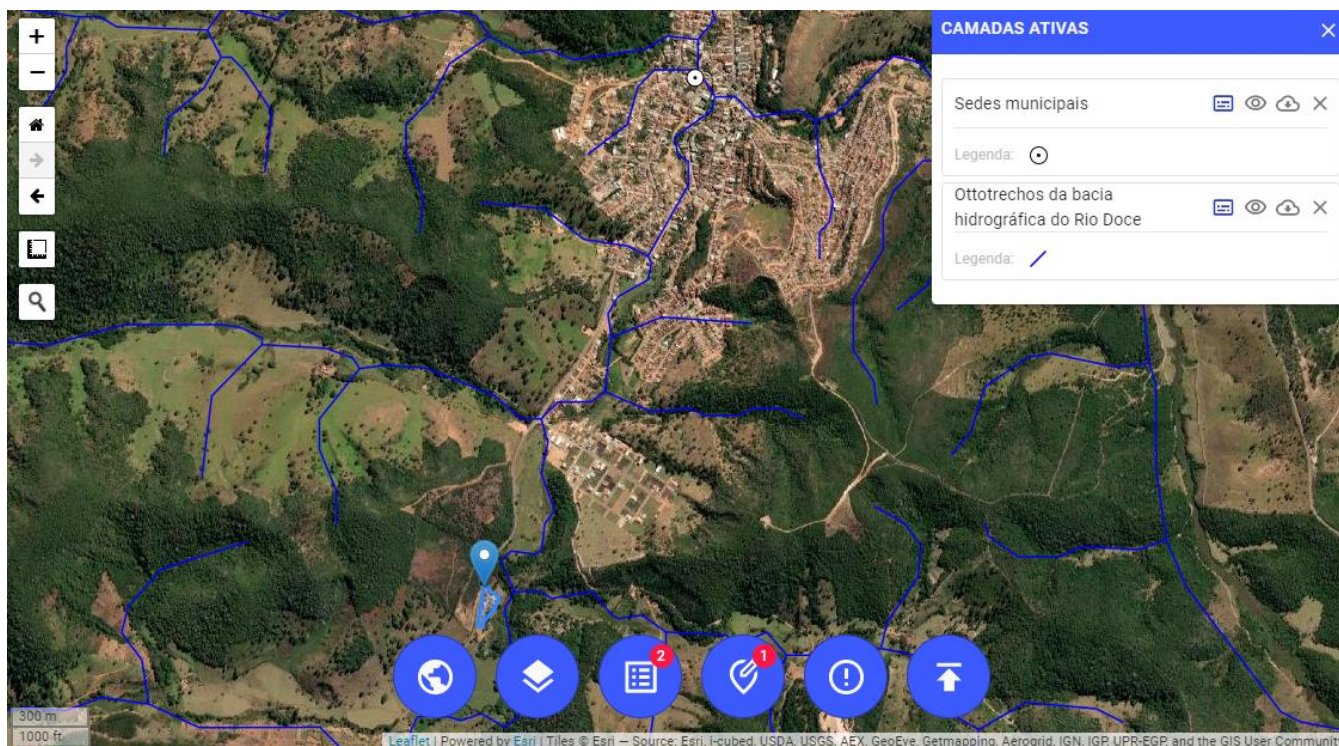 +
−
CAMADAS ATIVAS
Sedes municipais
Legenda:
Ottotrechos da bacia
hidrográfica do Rio Doce
Legenda:
2
1
300 m
1000 ft
Leaflet | Powered by Esri | Tiles © Esri — Source: Esri, i-cubed, USDA, USGS, AEX, GeoEye, Getmapping, Aerogrid, IGN, IGP, UPR-EGP, and the GIS User Communi